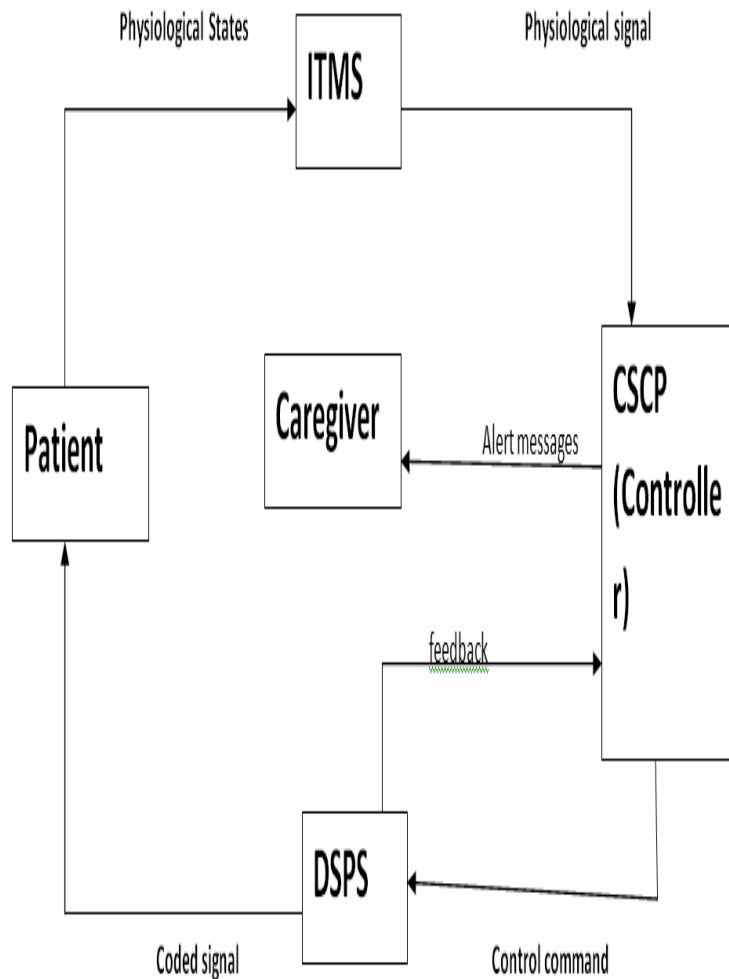 Physiological States
Physiological signal
ITMS
Patient
Caregiver
Alert messages
CSCP
(Controlle
r)
feedback
DSPS
Coded signal
Control command